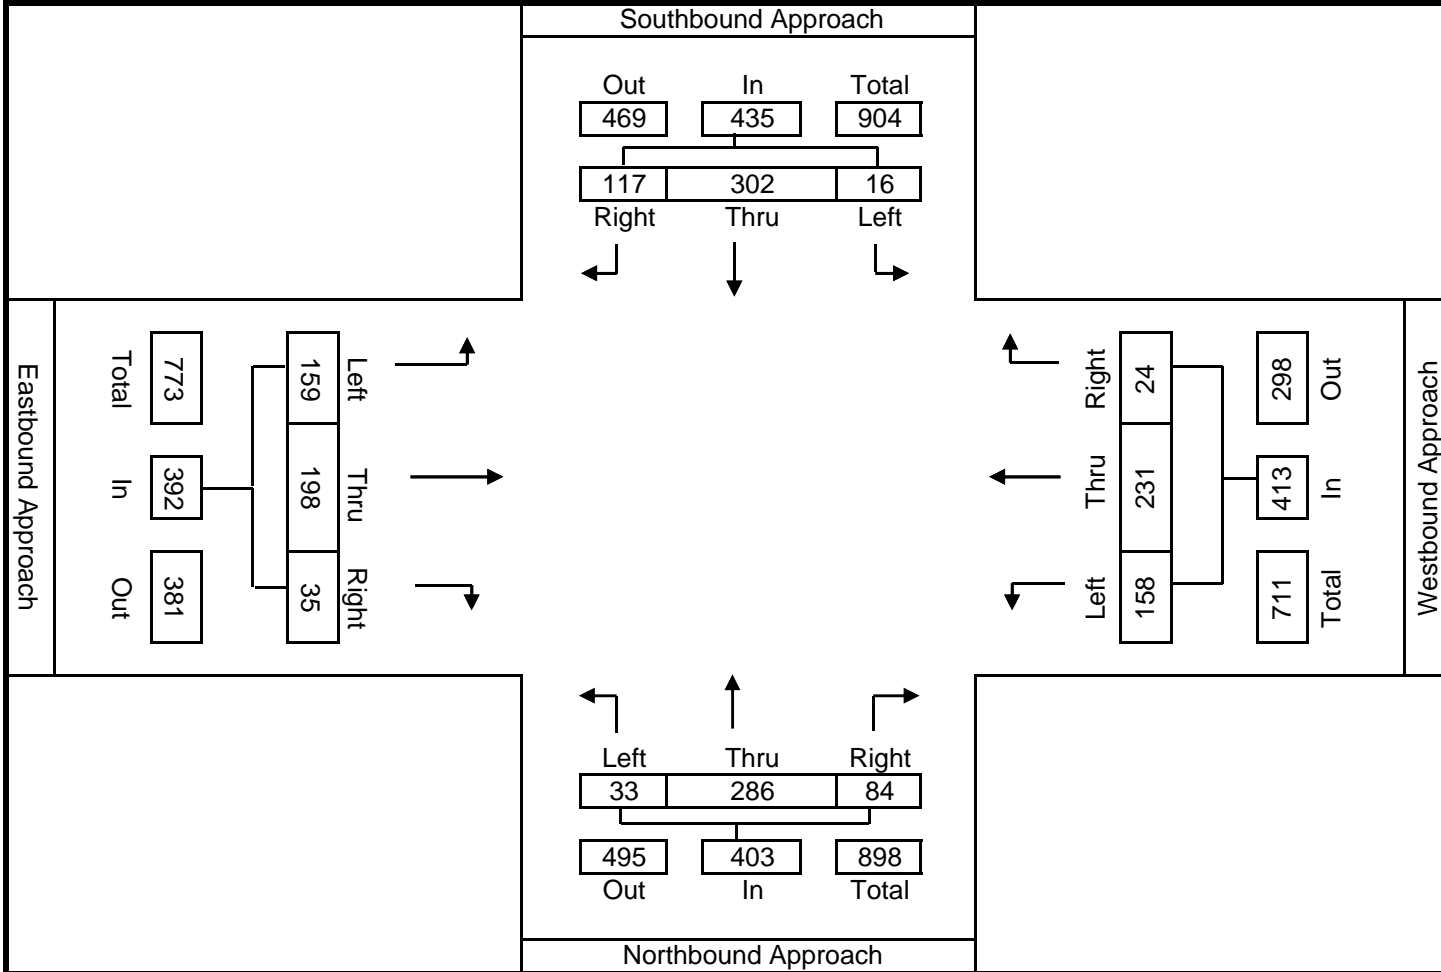 Southbound Approach
Out In Total
469 435 904
117 302 16
Right Thru Left
Eastbound Approach
Total In Out
773 392 381
159 198 35
Left Thru Right
Right Thru Left
24 231 158
298 413 711
Out In Total
Westbound Approach
Left Thru Right
33 286 84
495 403 898
Out In Total
Northbound Approach